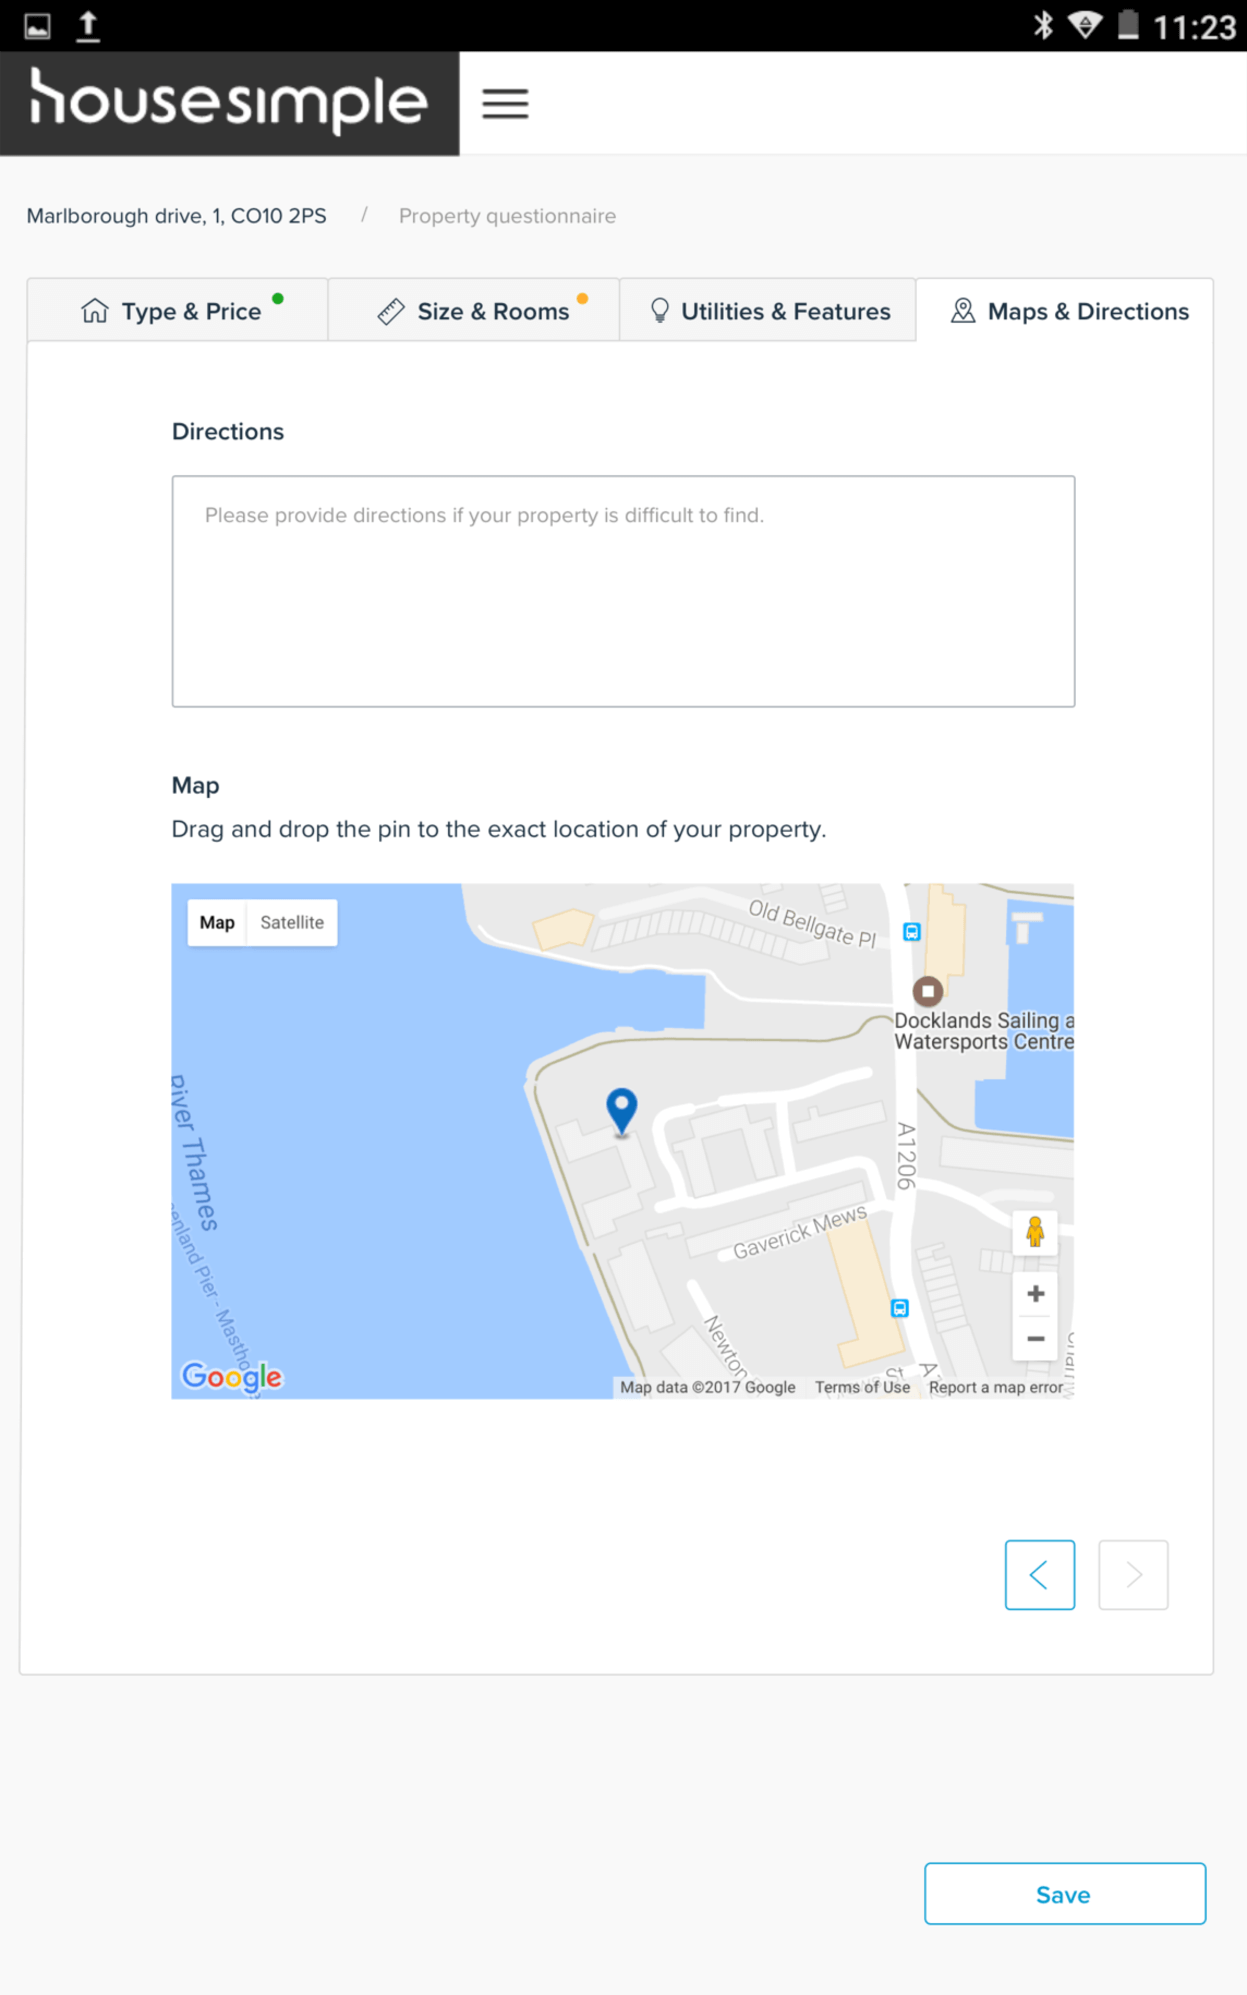 11:23
housesimple
Marlborough drive, 1, CO10 2PS / Property questionnaire
Type & Price
Size & Rooms
Utilities & Features
Maps & Directions
Directions
Please provide directions if your property is difficult to find.
Map
Drag and drop the pin to the exact location of your property.
Map Satellite
Old Bellgate Pl
Docklands Sailing a
Watersports Centre
River Thames
enland Pier - Mastho
A1206
Gaverick Mews
Newton
Google
Map data ©2017 Google Terms of Use Report a map error
Save